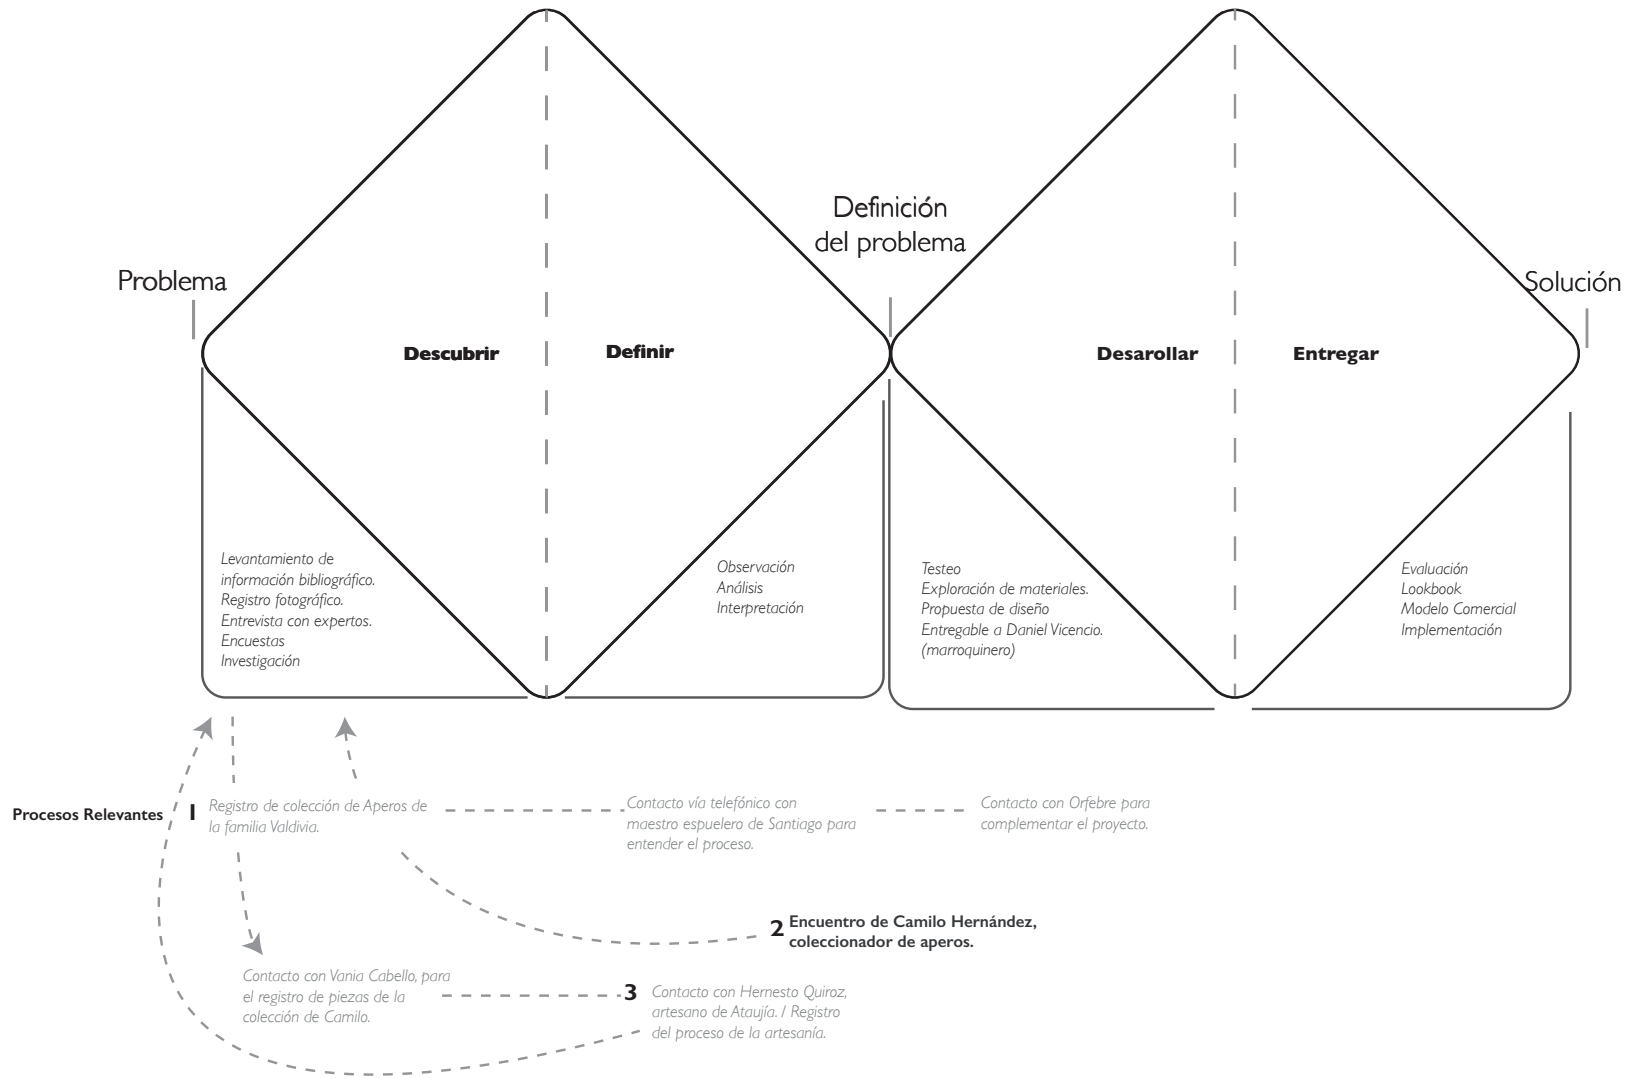 Definición
del problema
Problema
Solución
Descubrir
Definir
Desarollar
Entregar
Levantamiento de
información bibliográfico.
Registro fotográfico.
Entrevista con expertos.
Encuestas
Investigación
Observación
Análisis
Interpretación
Testeo
Exploración de materiales.
Propuesta de diseño
Entregable a Daniel Vicencio.
(marroquinero)
Evaluación
Lookbook
Modelo Comercial
Implementación
Procesos Relevantes
1
Registro de colección de Aperos de
la familia Valdivia.
Contacto vía telefónico con
maestro espuelero de Santiago para
entender el proceso.
Contacto con Orfebre para
complementar el proyecto.
2
Encuentro de Camilo Hernández,
coleccionador de aperos.
Contacto con Vania Cabello, para
el registro de piezas de la
colección de Camilo.
3
Contacto con Hernesto Quiroz,
artesano de Ataujía. / Registro
del proceso de la artesanía.